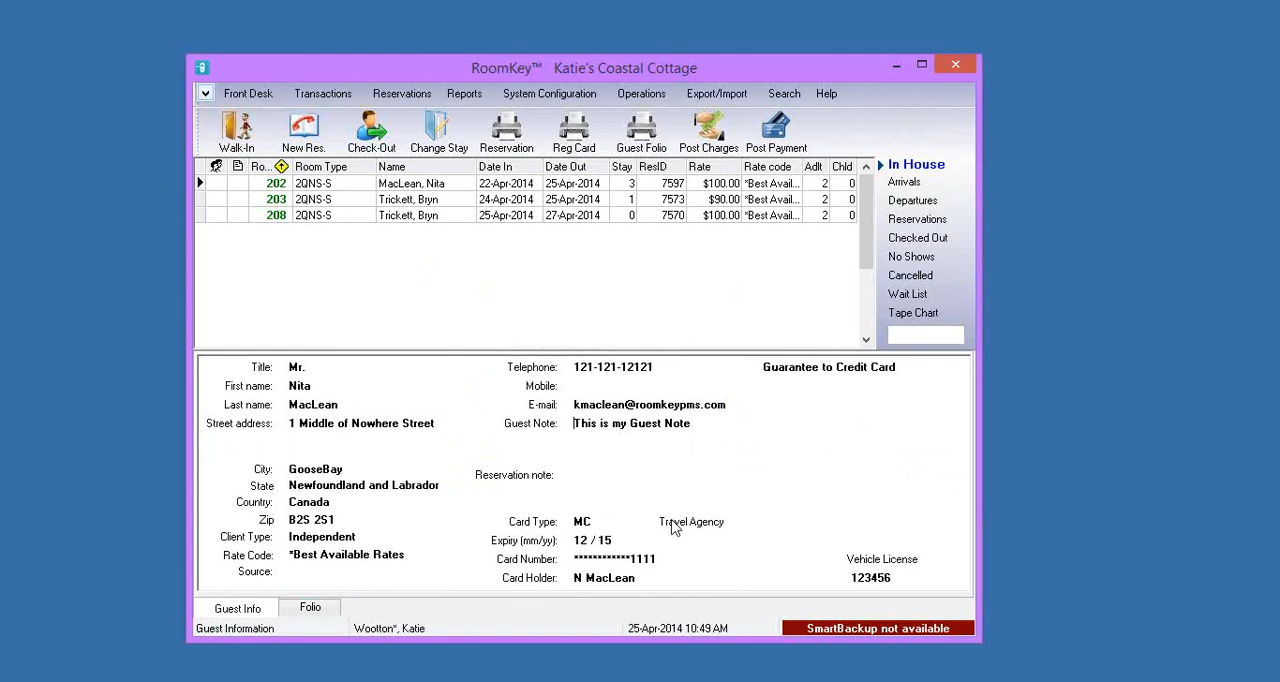 RoomKey™ Katie's Coastal Cottage
Front Desk Transactions Reservations Reports System Configuration Operations Export/Import Search Help
Walk-In New Res. Check-Out Change Stay Reservation Reg Card Guest Folio Post Charges Post Payment
Ro... Room Type Name Date In Date Out Stay ResID Rate Rate code Adlt Chld
202 2QNS-S MacLean, Nita 22-Apr-2014 25-Apr-2014 3 7597 $100.00 *Best Avail... 2 0
203 2QNS-S Trickett, Bryn 24-Apr-2014 25-Apr-2014 1 7573 $90.00 *Best Avail... 2 0
208 2QNS-S Trickett, Bryn 25-Apr-2014 27-Apr-2014 0 7570 $100.00 *Best Avail... 2 0
In House
Arrivals
Departures
Reservations
Checked Out
No Shows
Cancelled
Wait List
Tape Chart
Title: Mr. Telephone: 121-121-12121 Guarantee to Credit Card
First name: Nita Mobile:
Last name: MacLean E-mail: kmaclean@roomkeypms.com
Street address: 1 Middle of Nowhere Street Guest Note: This is my Guest Note
City: GooseBay Reservation note:
State Newfoundland and Labrador
Country: Canada
Zip B2S 2S1 Card Type: MC Travel Agency
Client Type: Independent Expiry (mm/yy): 12 / 15
Rate Code: *Best Available Rates Card Number: ************1111 Vehicle License
Source: Card Holder: N MacLean 123456
Guest Info Folio
Guest Information Wootton*, Katie 25-Apr-2014 10:49 AM SmartBackup not available